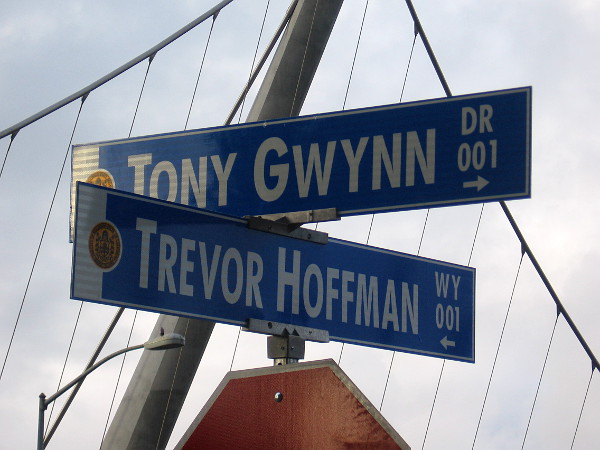 TONY GWYNN DR
001
→
TREVOR HOFFMAN WY
001
←